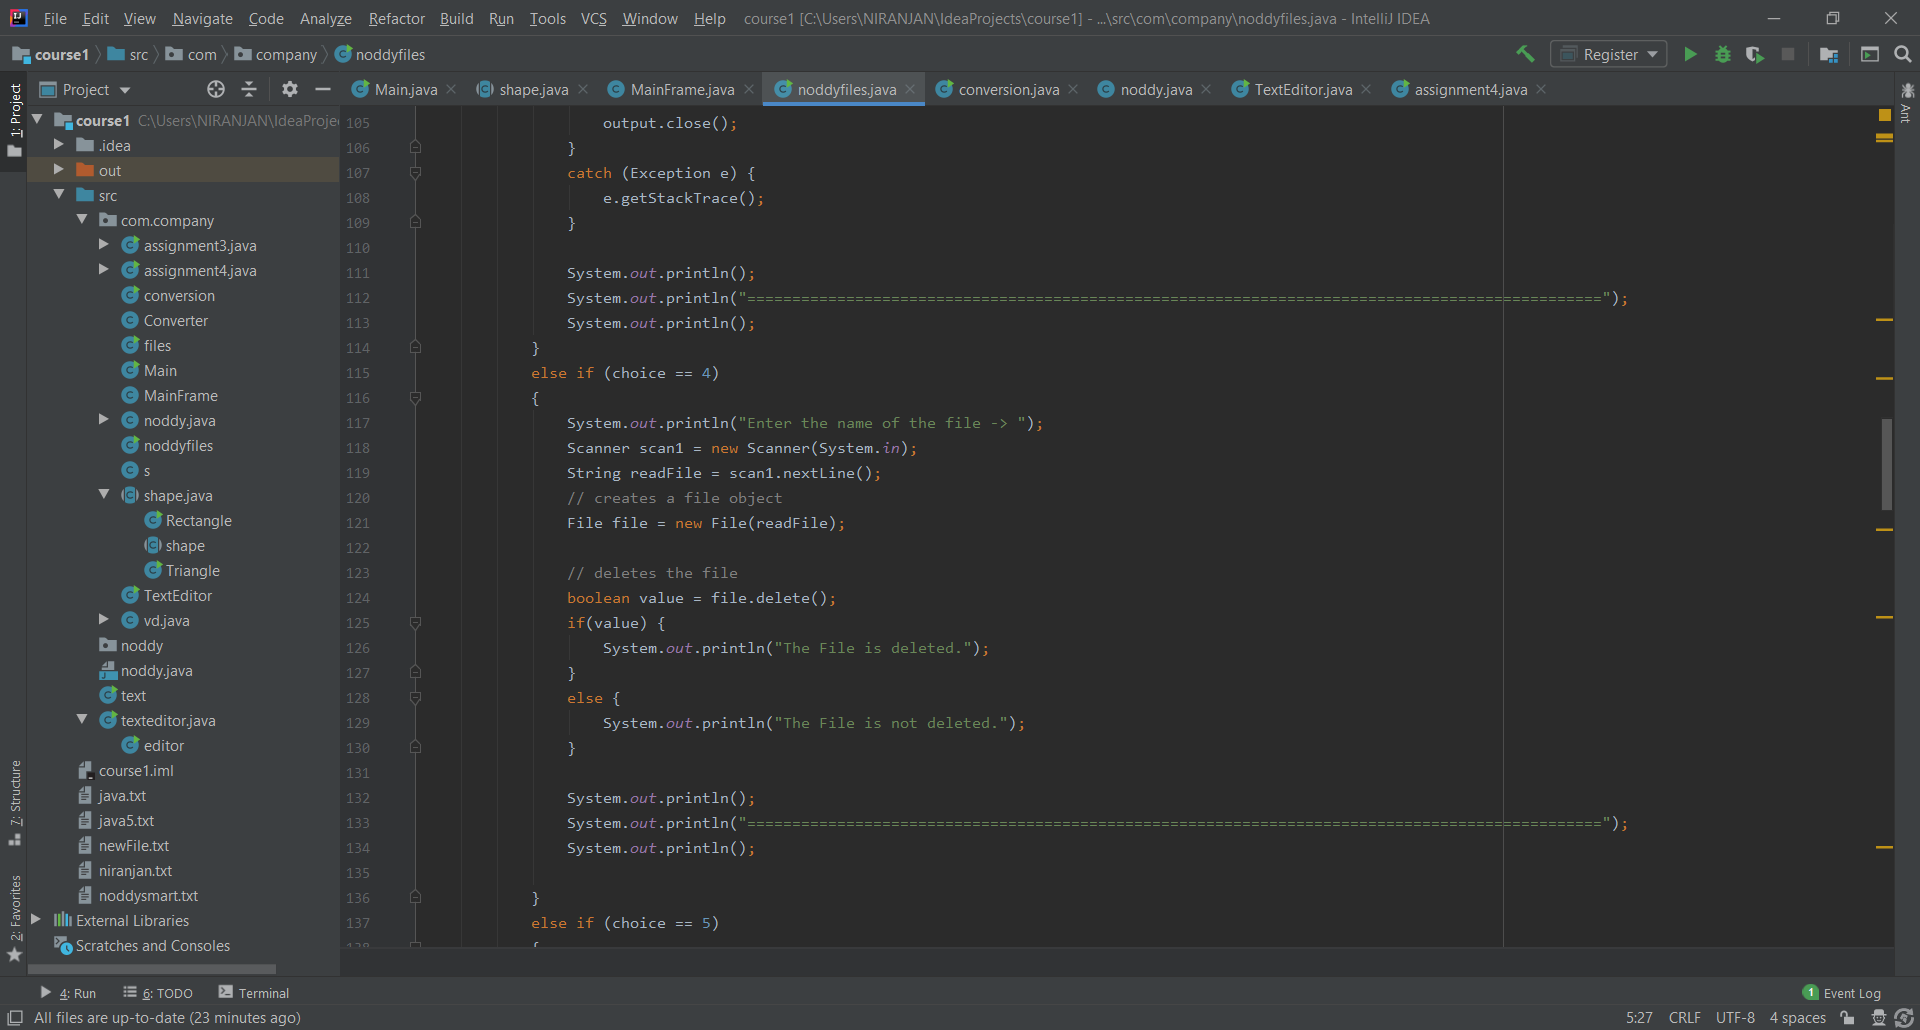 File Edit View Navigate Code Analyze Refactor Build Run Tools VCS Window Help course1 [C:\Users\NIRANJAN\IdeaProjects\course1] - ...\src\com\company\noddyfiles.java - IntelliJ IDEA
course1 src com company noddyfiles Register
Project
Main.java shape.java MainFrame.java noddyfiles.java conversion.java noddy.java TextEditor.java assignment4.java
1: Project
7: Structure
2: Favorites
Ant
course1 C:\Users\NIRANJAN\IdeaProje
.idea
out
src
com.company
assignment3.java
assignment4.java
conversion
Converter
files
Main
MainFrame
noddy.java
noddyfiles
s
shape.java
Rectangle
shape
Triangle
TextEditor
vd.java
noddy
noddy.java
text
texteditor.java
editor
course1.iml
java.txt
java5.txt
newFile.txt
niranjan.txt
noddysmart.txt
External Libraries
Scratches and Consoles
105 output.close();
106 }
107 catch (Exception e) {
108 e.getStackTrace();
109 }
110
111 System.out.println();
112 System.out.println("===============================================================================================");
113 System.out.println();
114 }
115 else if (choice == 4)
116 {
117 System.out.println("Enter the name of the file -> ");
118 Scanner scan1 = new Scanner(System.in);
119 String readFile = scan1.nextLine();
120 // creates a file object
121 File file = new File(readFile);
122
123 // deletes the file
124 boolean value = file.delete();
125 if(value) {
126 System.out.println("The File is deleted.");
127 }
128 else {
129 System.out.println("The File is not deleted.");
130 }
131
132 System.out.println();
133 System.out.println("===============================================================================================");
134 System.out.println();
135
136 }
137 else if (choice == 5)
138 {
4: Run 6: TODO Terminal 1 Event Log
All files are up-to-date (23 minutes ago) 5:27 CRLF UTF-8 4 spaces